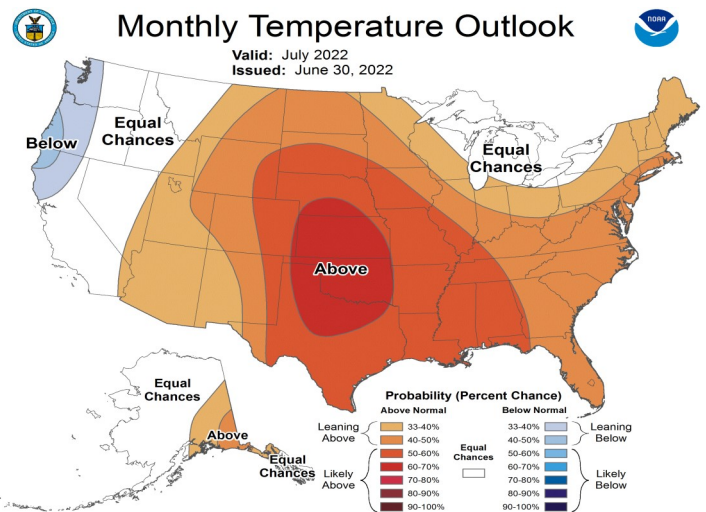 Monthly Temperature Outlook
NOAA
Valid: July 2022
Issued: June 30, 2022
Below
Equal
Chances
Equal
Chances
Above
Equal
Chances
Above
Equal
Chances
Probability (Percent Chance)
Above Normal
Below Normal
Leaning
Above
33-40%
40-50%
Likely
Above
50-60%
60-70%
70-80%
80-90%
90-100%
Equal
Chances
33-40%
40-50%
Leaning
Below
50-60%
60-70%
70-80%
80-90%
90-100%
Likely
Below